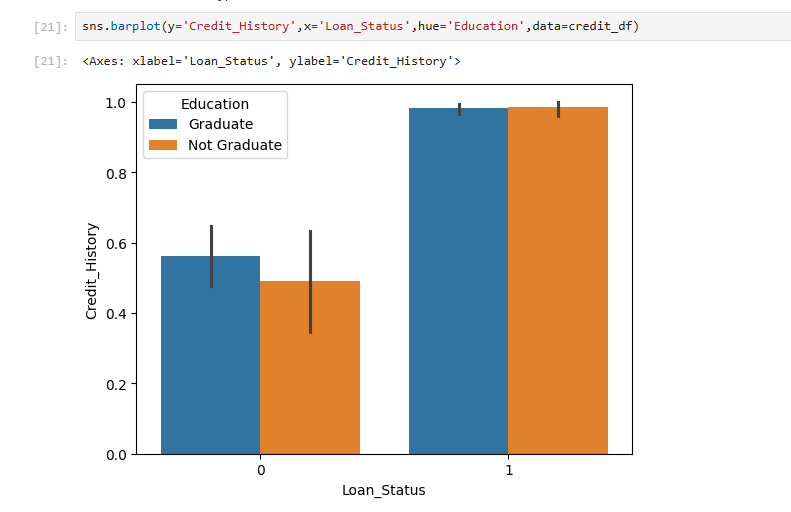 [21]: sns.barplot(y='Credit_History',x='Loan_Status',hue='Education',data=credit_df)
[21]: <Axes: xlabel='Loan_Status', ylabel='Credit_History'>
Education
Graduate
Not Graduate
1.0
0.8
0.6
0.4
0.2
0.0
Credit_History
0 1
Loan_Status